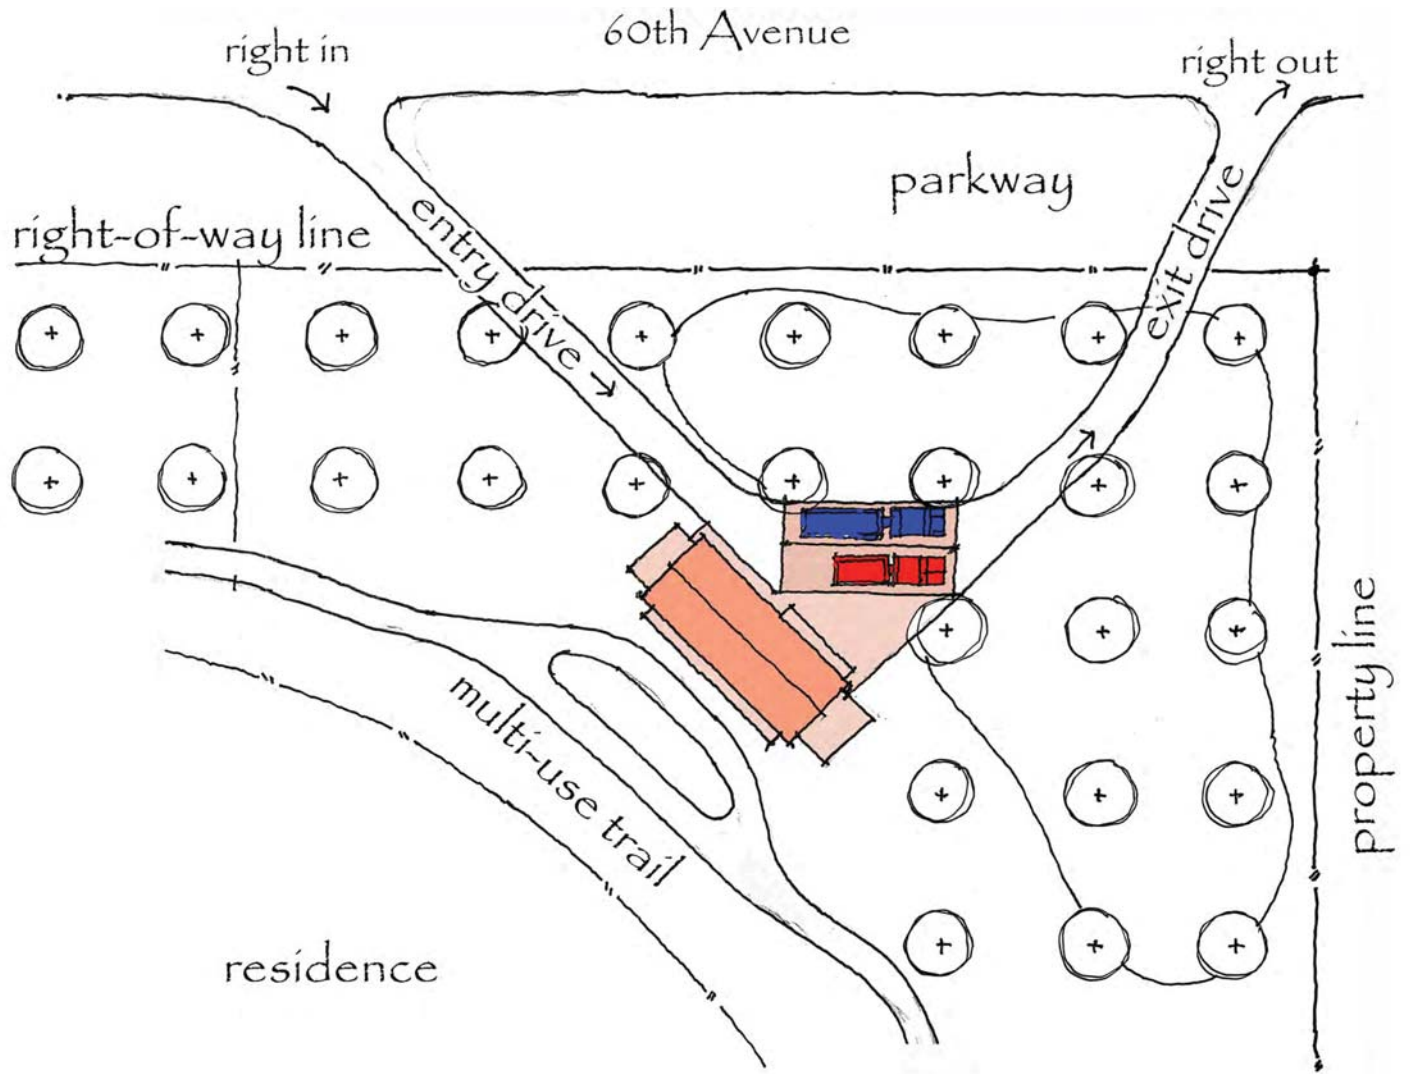 60th Avenue
right in
right out
parkway
entry drive
exit drive
right-of-way line
property line
multi-use trail
residence